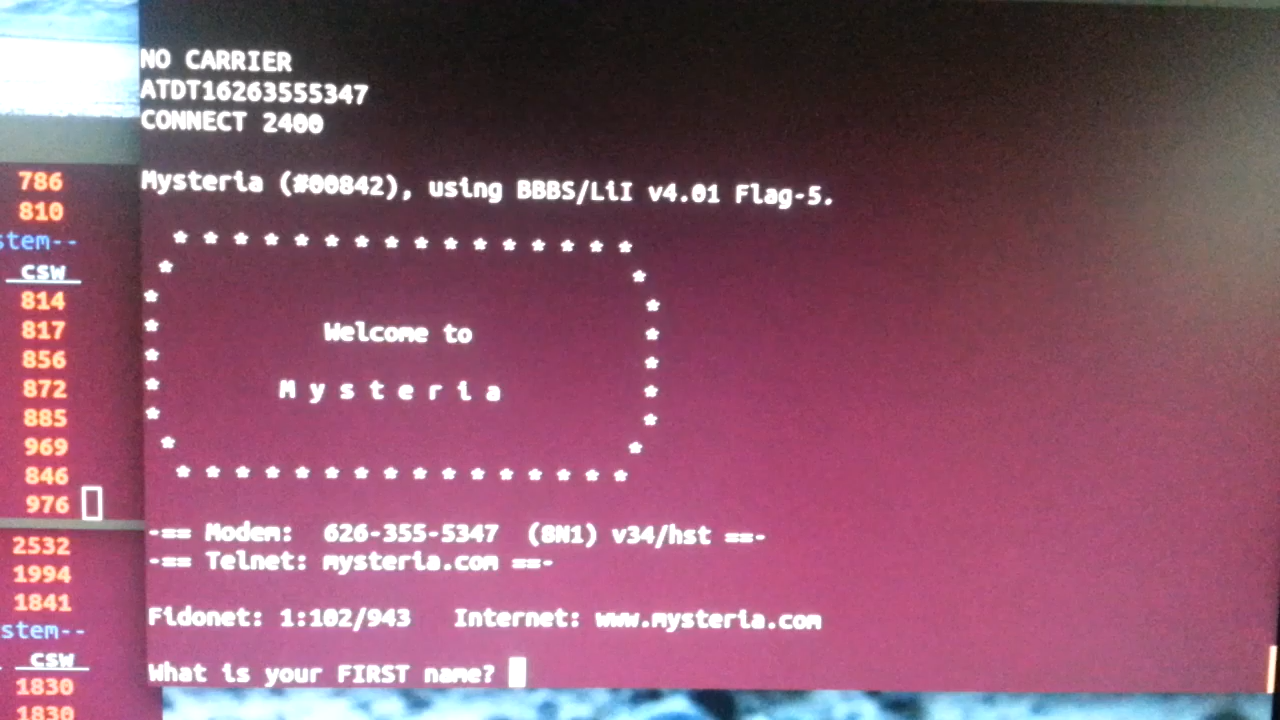 NO CARRIER
ATDT16263555347
CONNECT 2400
Mysteria (#00842), using BBBS/LiI v4.01 Flag-5.
* * * * * * * * * * * * * * * *
* *
* *
* Welcome to *
* *
* M y s t e r i a *
* *
* *
* * * * * * * * * * * * * * * *
-== Modem: 626-355-5347 (8N1) v34/hst ==-
-== Telnet: mysteria.com ==-
Fidonet: 1:102/943 Internet: www.mysteria.com
What is your FIRST name?
786
810
stem--
csw
814
817
856
872
885
969
846
976
2532
1994
1841
stem--
csw
1830
1830